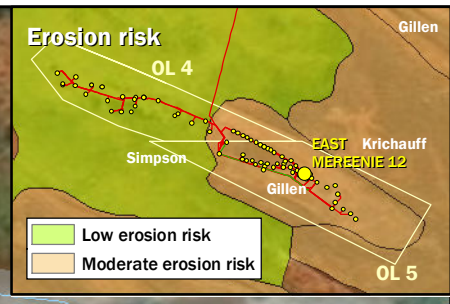 Gillen
Erosion risk
OL 4
EAST
MEREENIE 12
Krichauff
Simpson
Gillen
Low erosion risk
Moderate erosion risk
OL 5